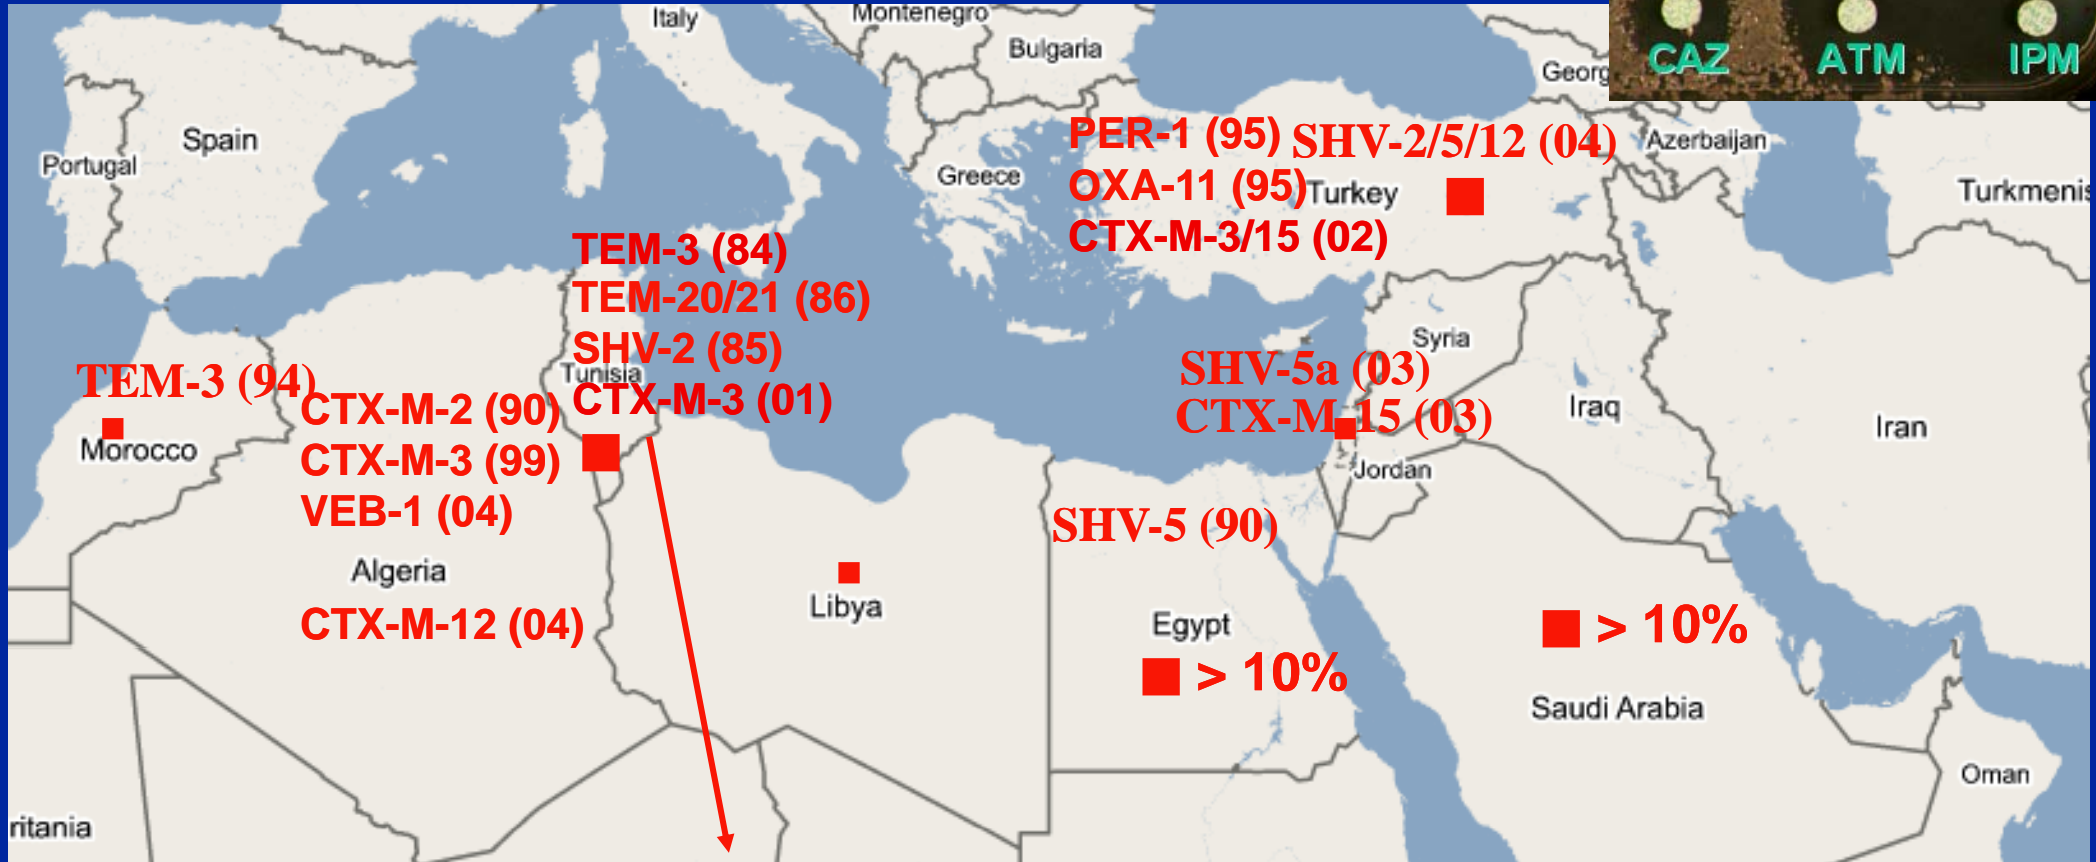 Italy
Montenegro
Bulgaria
CAZ
ATM
IPM
Spain
Portugal
Greece
PER-1 (95)
SHV-2/5/12 (04)
OXA-11 (95)
Turkey
CTX-M-3/15 (02)
Azerbaijan
TEM-3 (84)
TEM-20/21 (86)
SHV-2 (85)
Tunisia
CTX-M-3 (01)
TEM-3 (94)
Morocco
CTX-M-2 (90)
CTX-M-3 (99)
VEB-1 (04)
Algeria
CTX-M-12 (04)
Syria
SHV-5a (03)
CTX-M-15 (03)
Iraq
Iran
Jordan
SHV-5 (90)
Libya
Egypt
> 10%
> 10%
Saudi Arabia
Oman